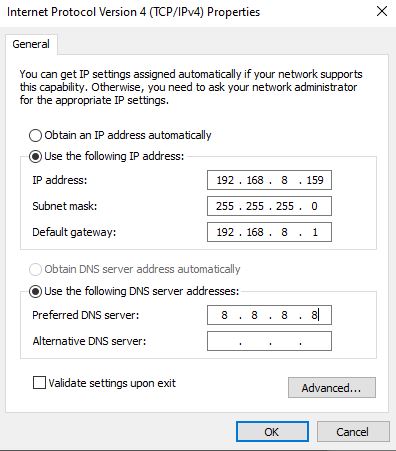 Internet Protocol Version 4 (TCP/IPv4) Properties
General
You can get IP settings assigned automatically if your network supports
this capability. Otherwise, you need to ask your network administrator
for the appropriate IP settings.
Obtain an IP address automatically
Use the following IP address:
IP address: 192 . 168 . 8 . 159
Subnet mask: 255 . 255 . 255 . 0
Default gateway: 192 . 168 . 8 . 1
Obtain DNS server address automatically
Use the following DNS server addresses:
Preferred DNS server: 8 . 8 . 8 . 8
Alternative DNS server: . . .
Validate settings upon exit
Advanced...
OK Cancel